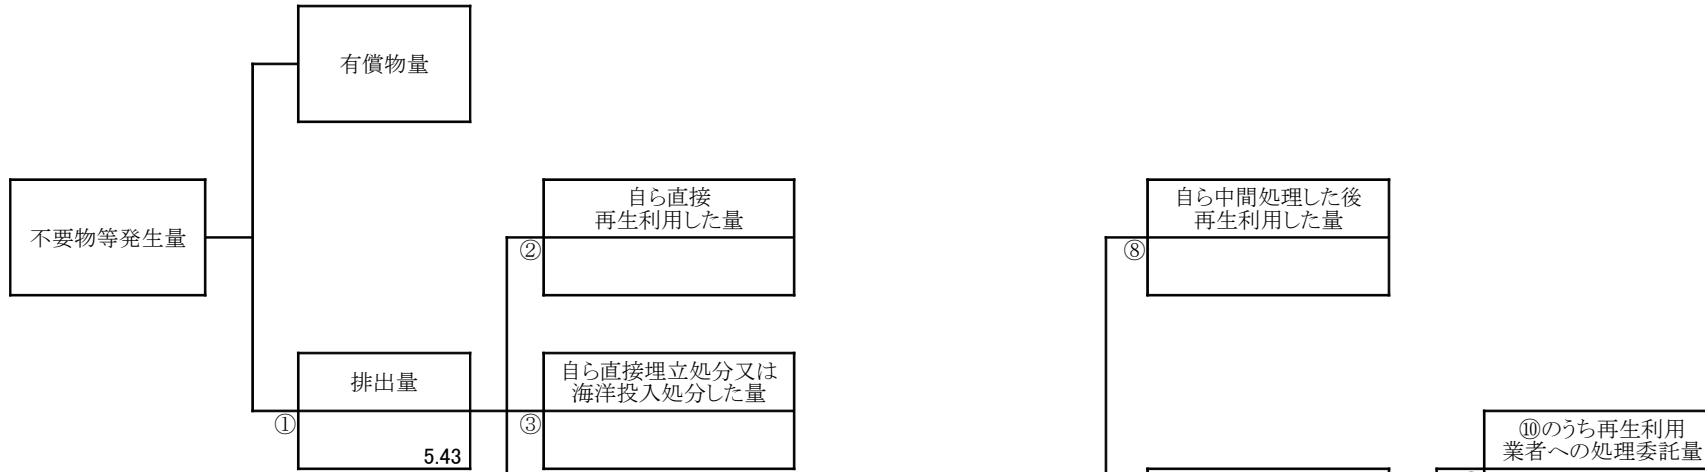 有償物量
不要物等発生量
自ら直接
再生利用した量
②
自ら中間処理した後
再生利用した量
⑧
排出量
①
5.43
自ら直接埋立処分又は
海洋投入処分した量
③
⑩のうち再生利用
業者への処理委託量